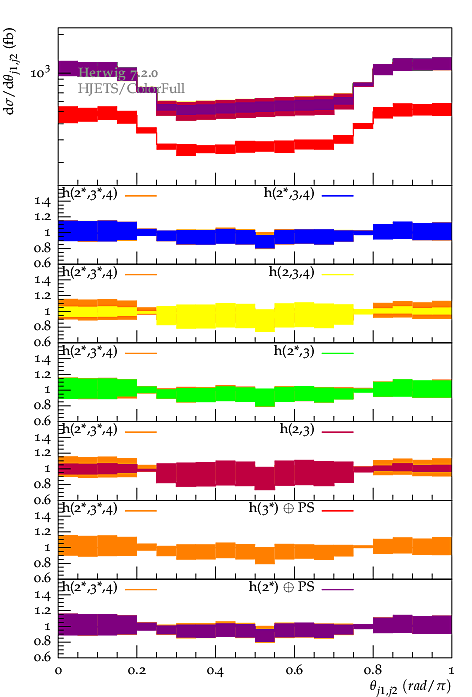 dσ/dθj1,j2 (fb)
10³
Herwig 7.2.0
HJETS/ColorFull
h(2*,3*,4) h(2*,3,4)
1.4
1.2
1
0.8
0.6
h(2*,3*,4) h(2,3,4)
1.4
1.2
1
0.8
0.6
h(2*,3*,4) h(2*,3)
1.4
1.2
1
0.8
0.6
h(2*,3*,4) h(2,3)
1.4
1.2
1
0.8
0.6
h(2*,3*,4) h(3*) ⊕ PS
1.4
1.2
1
0.8
0.6
h(2*,3*,4) h(2*) ⊕ PS
1.4
1.2
1
0.8
0.6
0 0.2 0.4 0.6 0.8 1
θj1,j2 (rad/π)